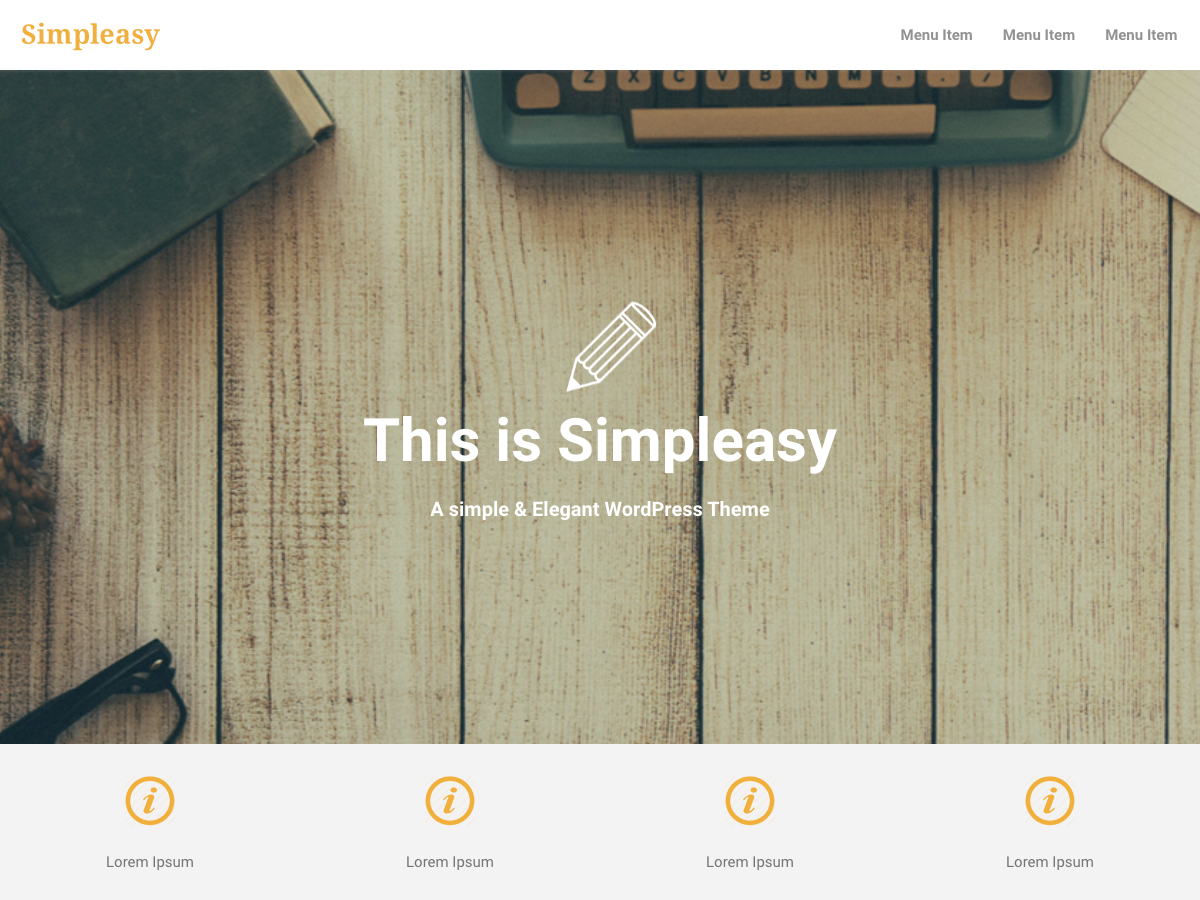 Simpleasy
Menu Item Menu Item Menu Item
Z X C V B N M , . /
This is Simpleasy
A simple & Elegant WordPress Theme
i i i i
Lorem Ipsum Lorem Ipsum Lorem Ipsum Lorem Ipsum